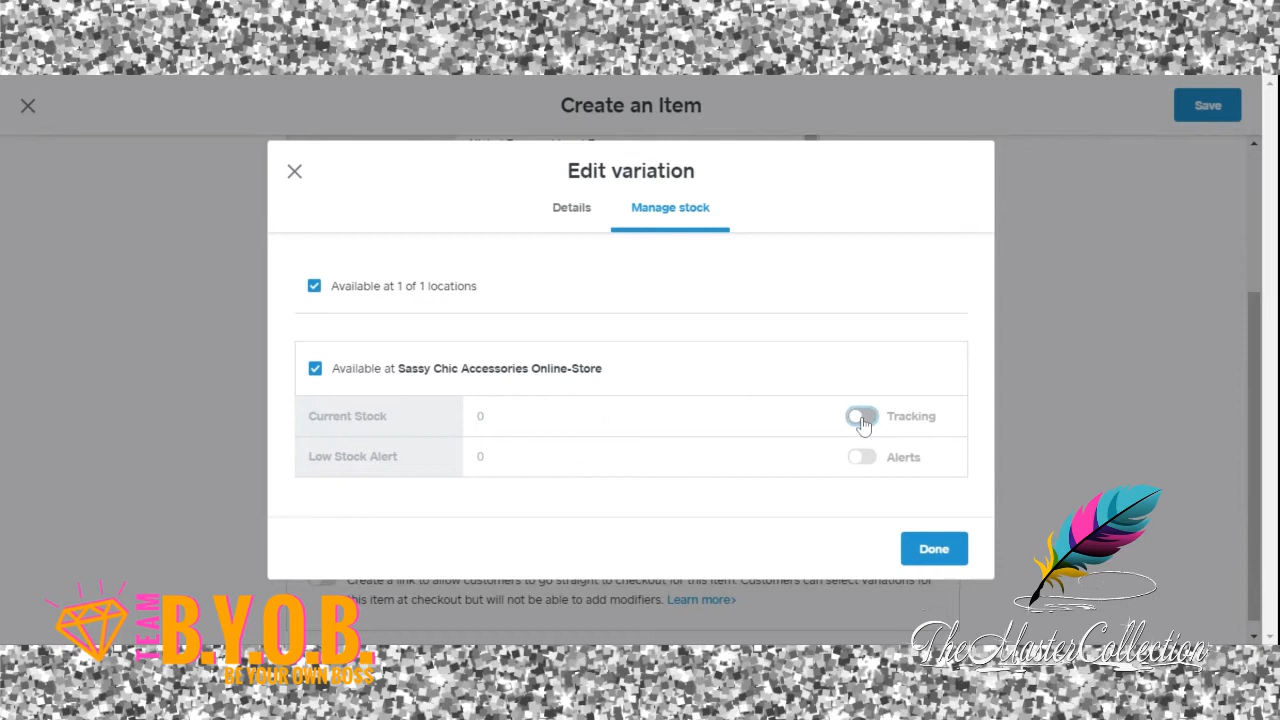 Create an Item
Save
Edit variation
Details
Manage stock
Available at 1 of 1 locations
Available at Sassy Chic Accessories Online-Store
Current Stock
0
Tracking
Low Stock Alert
0
Alerts
Done
Create a link to allow customers to go straight to checkout for this item. Customers can select variations for
this item at checkout but will not be able to add modifiers. Learn more>
TEAM
B.Y.O.B.
BE YOUR OWN BOSS
TheMasterCollection